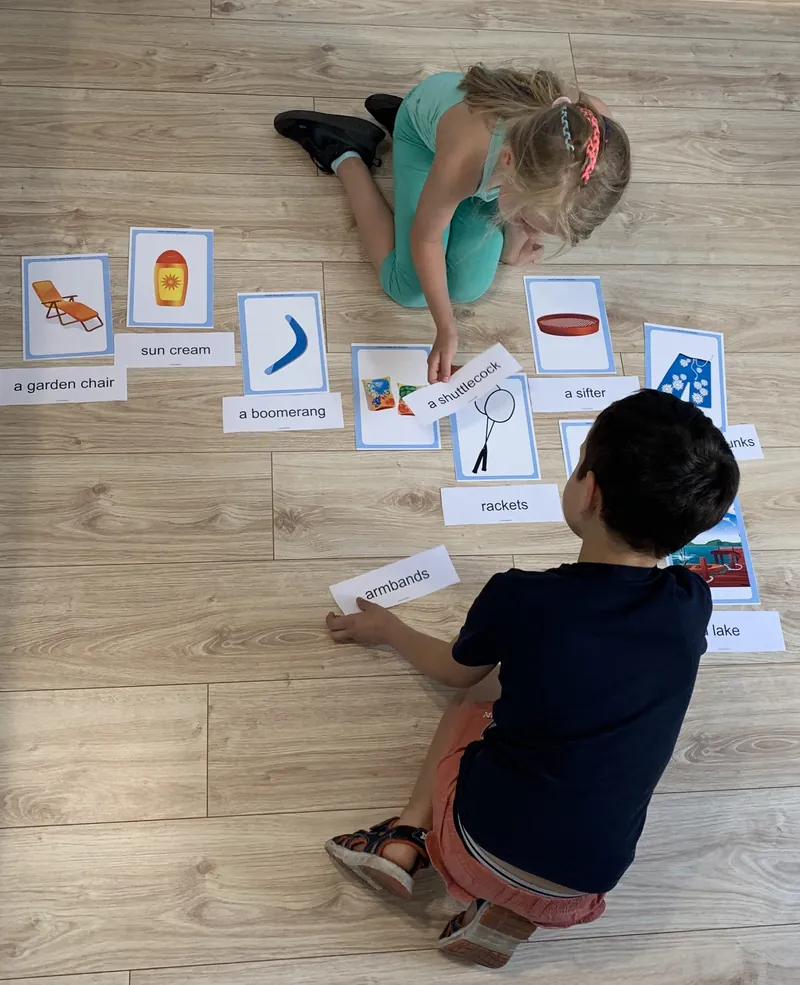 a garden chair
sun cream
a boomerang
a shuttlecock
a sifter
rackets
armbands
lake